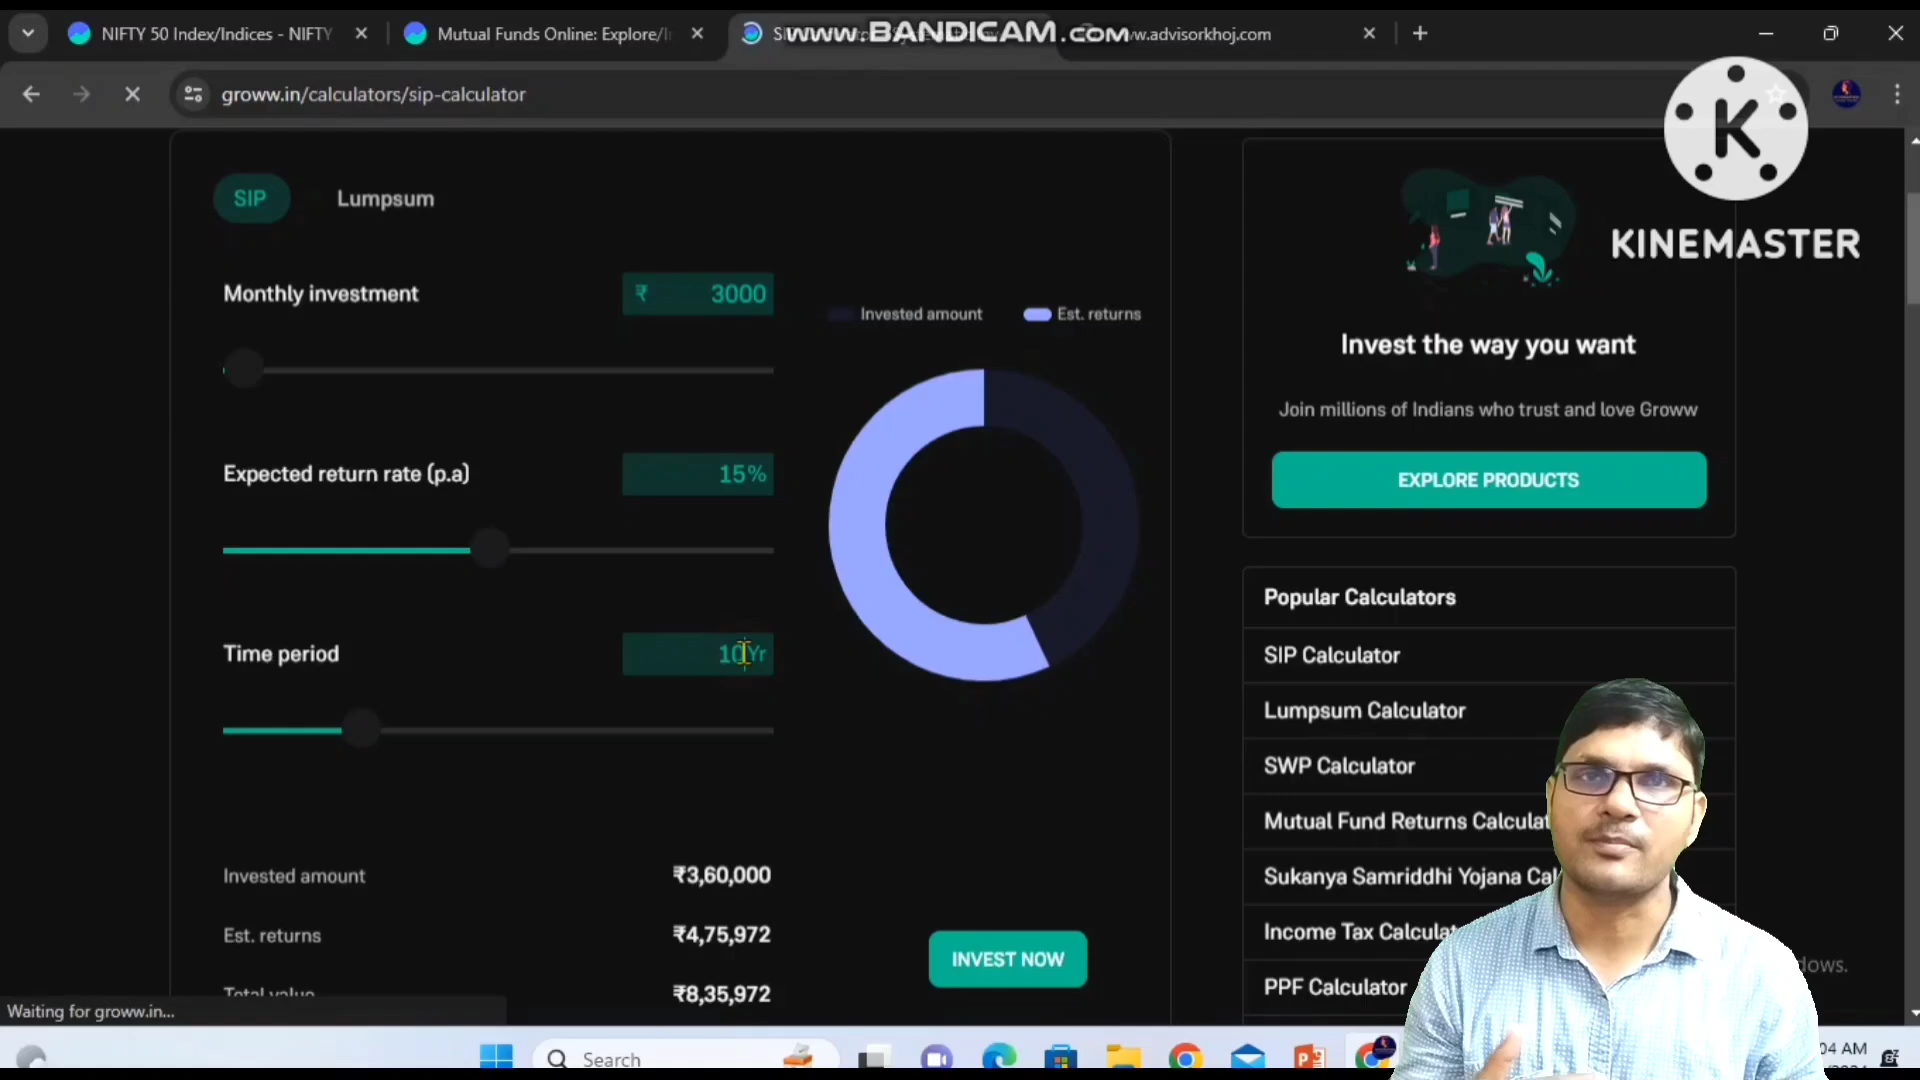 NIFTY 50 Index/Indices - NIFTY
Mutual Funds Online: Explore/I
www.BANDICAM.com
w.advisorkhoj.com
groww.in/calculators/sip-calculator
K
KINEMASTER
SIP
Lumpsum
Monthly investment
₹ 3000
Invested amount
Est. returns
Expected return rate (p.a)
15%
Time period
10Yr
Invested amount
₹3,60,000
Est. returns
₹4,75,972
Total value
₹8,35,972
INVEST NOW
Invest the way you want
Join millions of Indians who trust and love Groww
EXPLORE PRODUCTS
Popular Calculators
SIP Calculator
Lumpsum Calculator
SWP Calculator
Mutual Fund Returns Calculat
Sukanya Samriddhi Yojana Cal
Income Tax Calculat
PPF Calculator
dows.
Waiting for groww.in...
Search
04 AM